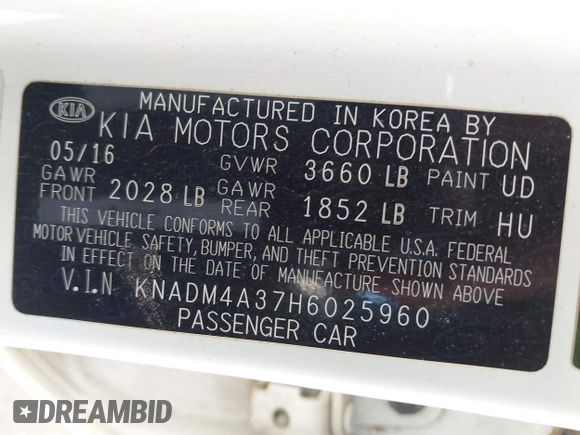 KIA
MANUFACTURED IN KOREA BY
KIA MOTORS CORPORATION
05/16 GVWR 3660 LB PAINT UD
GAWR FRONT 2028 LB GAWR REAR 1852 LB TRIM HU
THIS VEHICLE CONFORMS TO ALL APPLICABLE U.S.A. FEDERAL
MOTOR VEHICLE SAFETY, BUMPER, AND THEFT PREVENTION STANDARDS
IN EFFECT ON THE DATE OF MANUFACTURE SHOWN ABOVE
V.I.N KNADM4A37H6025960
PASSENGER CAR
DREAMBID